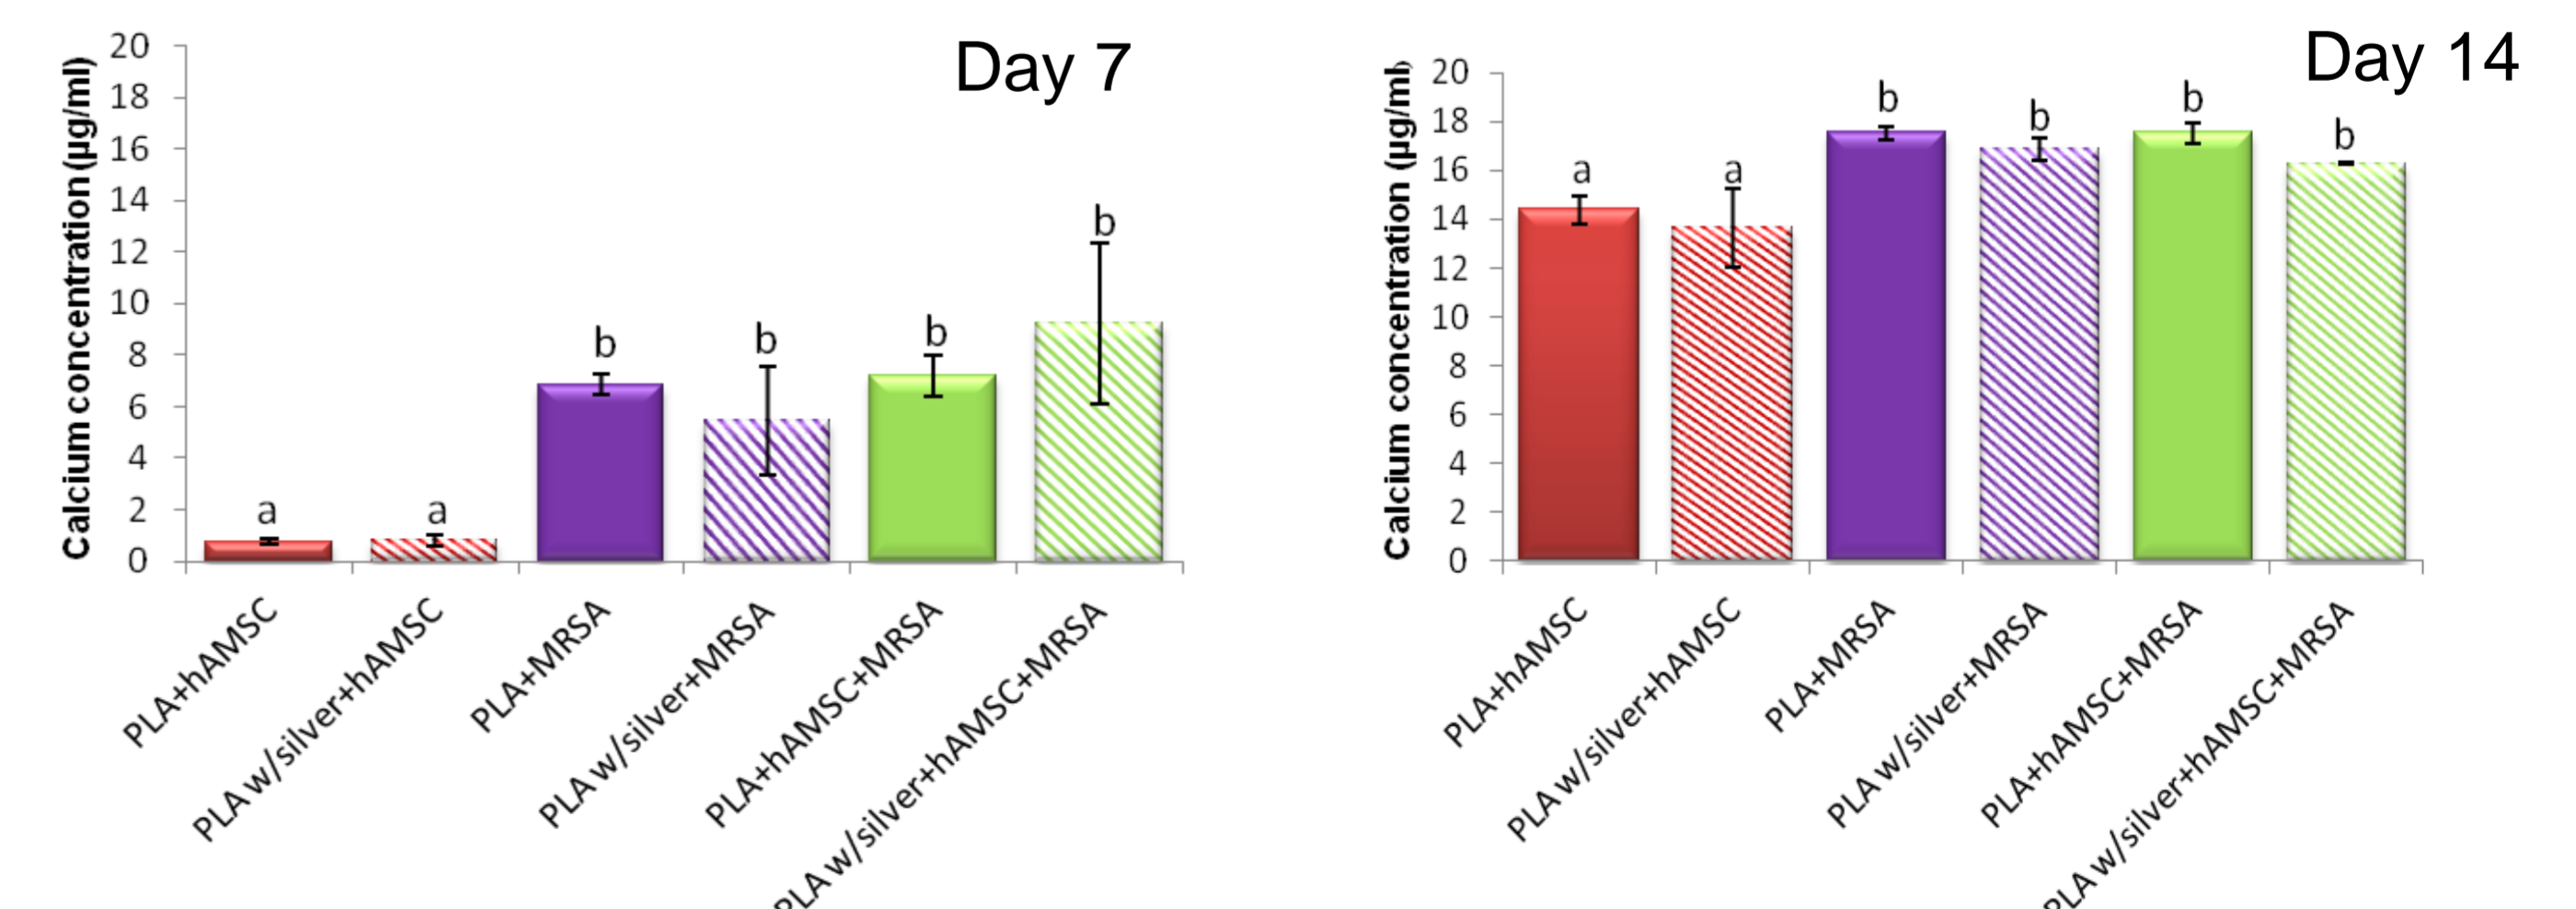 Day 7
Calcium concentration (µg/ml)
20
18
16
14
12
10
8
6
4
2
0
a
a
b
b
b
b
PLA+hAMSC
PLA w/silver+hAMSC
PLA+MRSA
PLA w/silver+MRSA
PLA+hAMSC+MRSA
PLA w/silver+hAMSC+MRSA
Day 14
Calcium concentration (µg/ml)
20
18
16
14
12
10
8
6
4
2
0
a
a
b
b
b
b
PLA+hAMSC
PLA w/silver+hAMSC
PLA+MRSA
PLA w/silver+MRSA
PLA+hAMSC+MRSA
PLA w/silver+hAMSC+MRSA